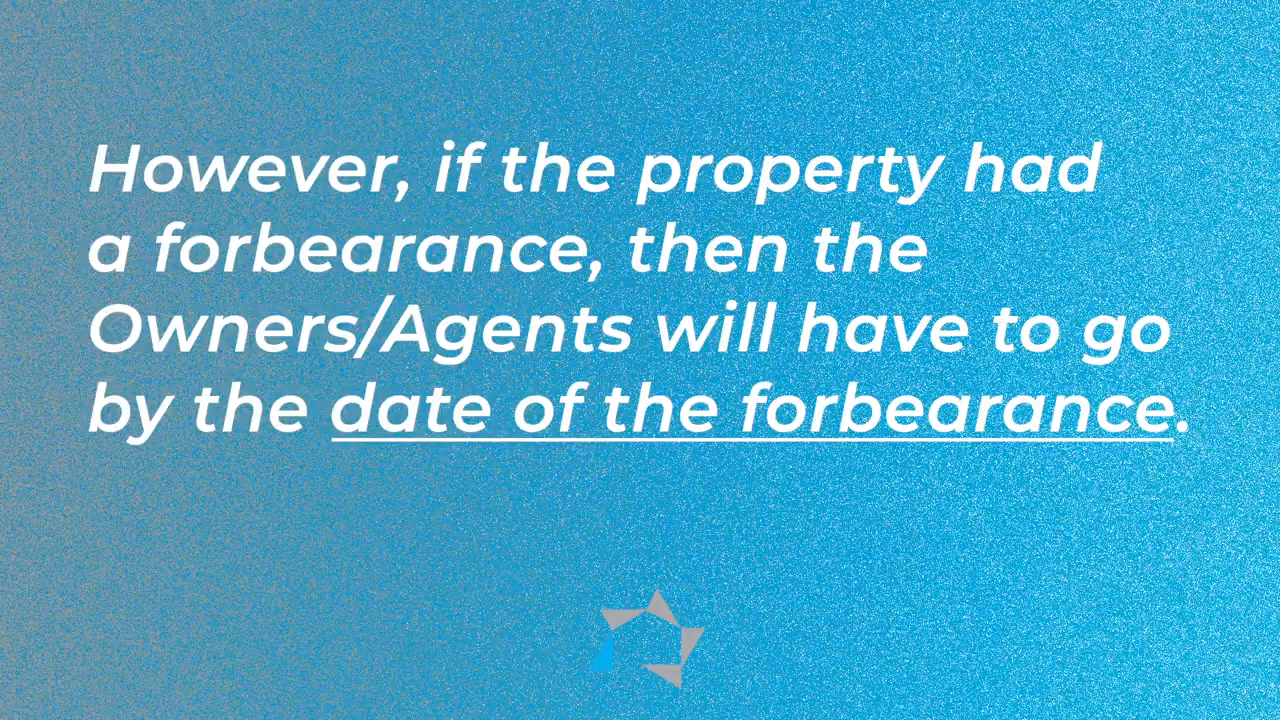 However, if the property had
a forbearance, then the
Owners/Agents will have to go
by the date of the forbearance.